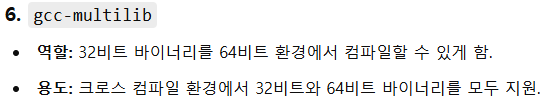 6. gcc-multilib
• 역할: 32비트 바이너리를 64비트 환경에서 컴파일할 수 있게 함.
• 용도: 크로스 컴파일 환경에서 32비트와 64비트 바이너리를 모두 지원.